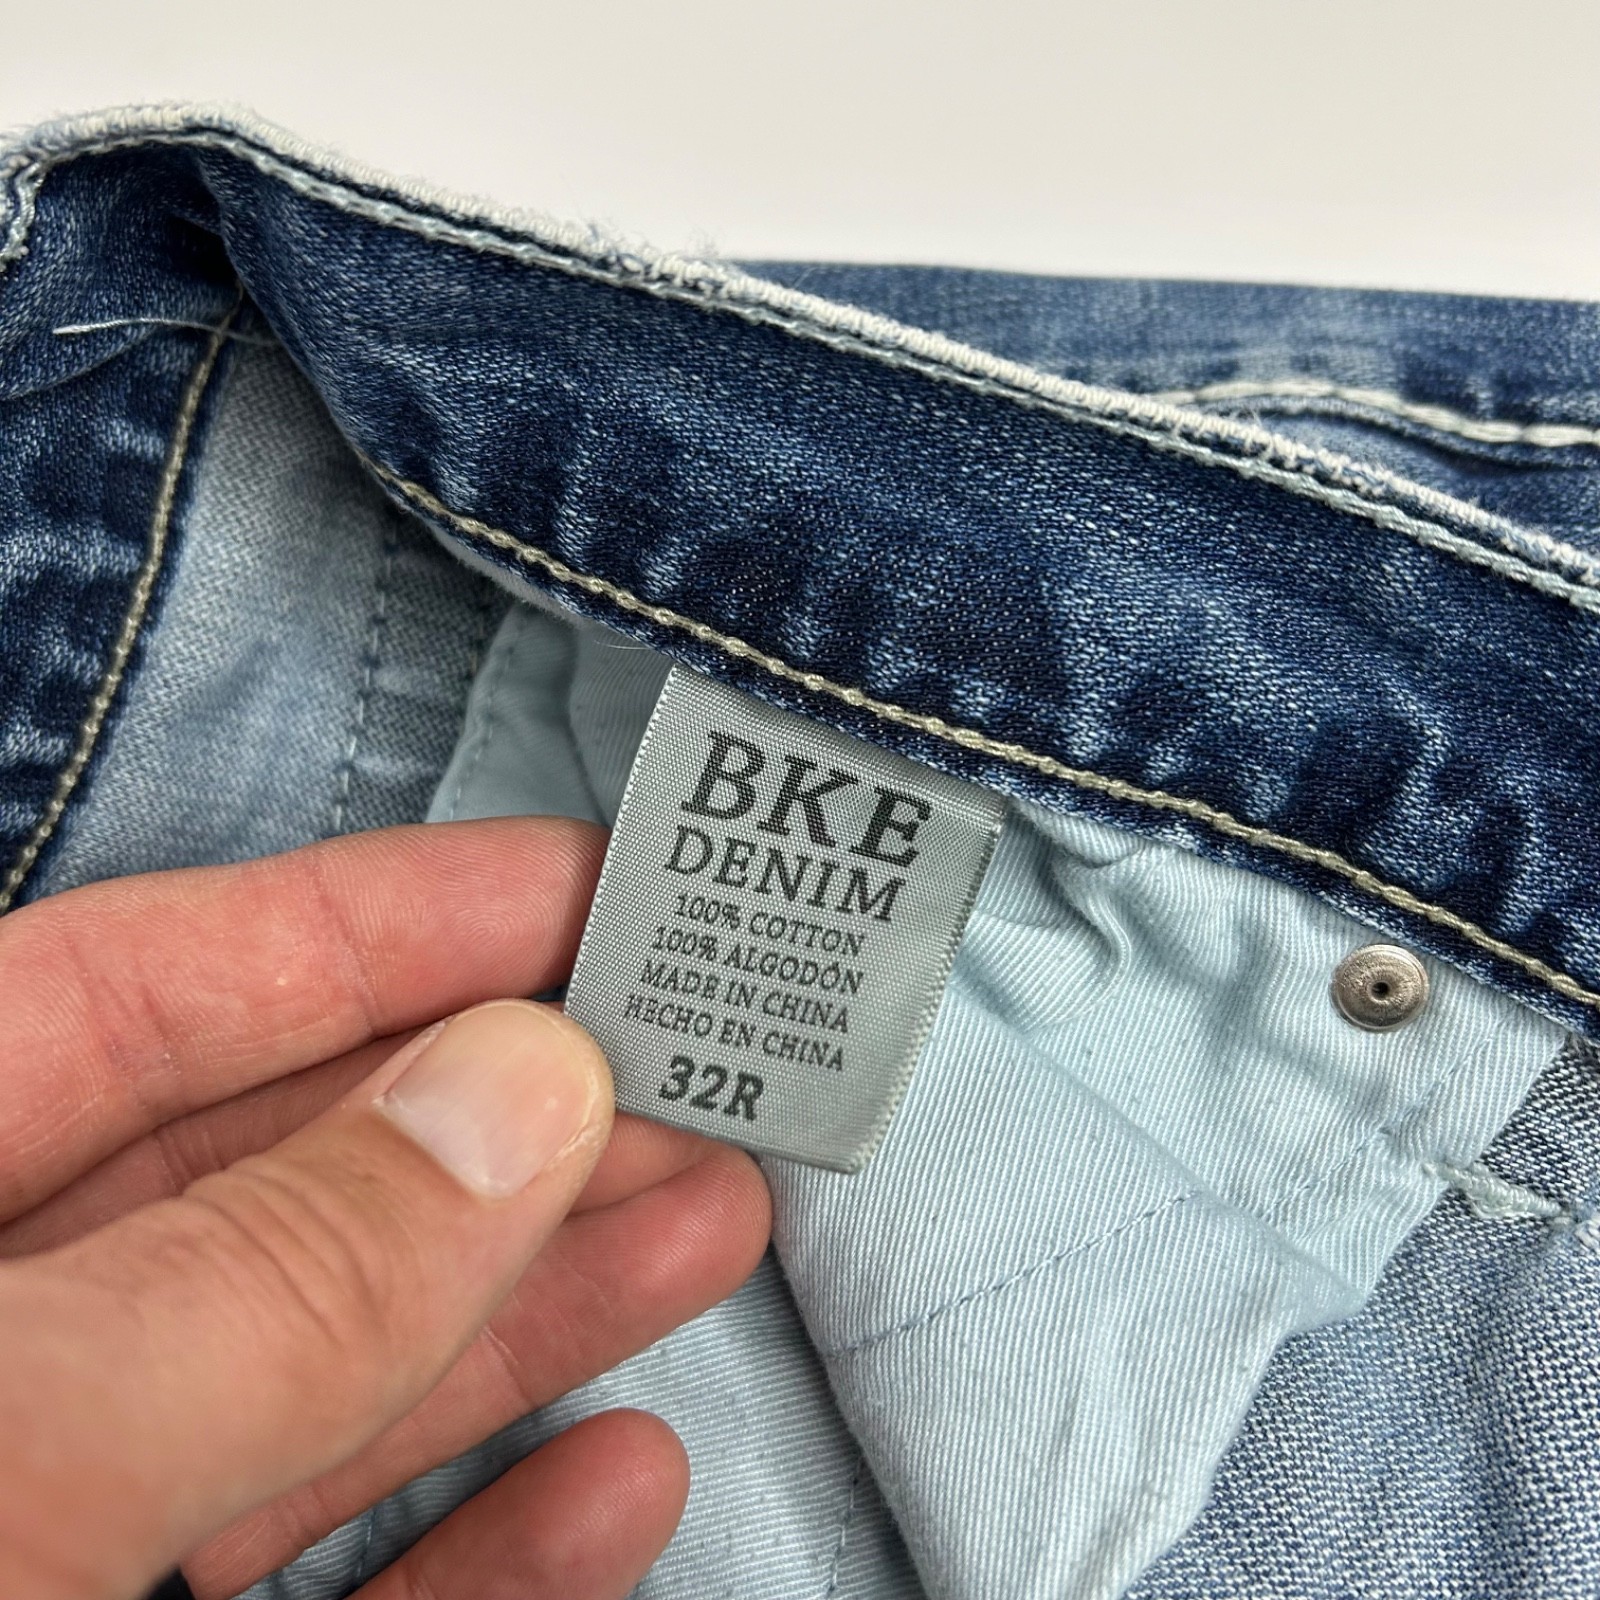 BKE
DENIM
100% COTTON
100% ALGODÓN
MADE IN CHINA
HECHO EN CHINA
32R